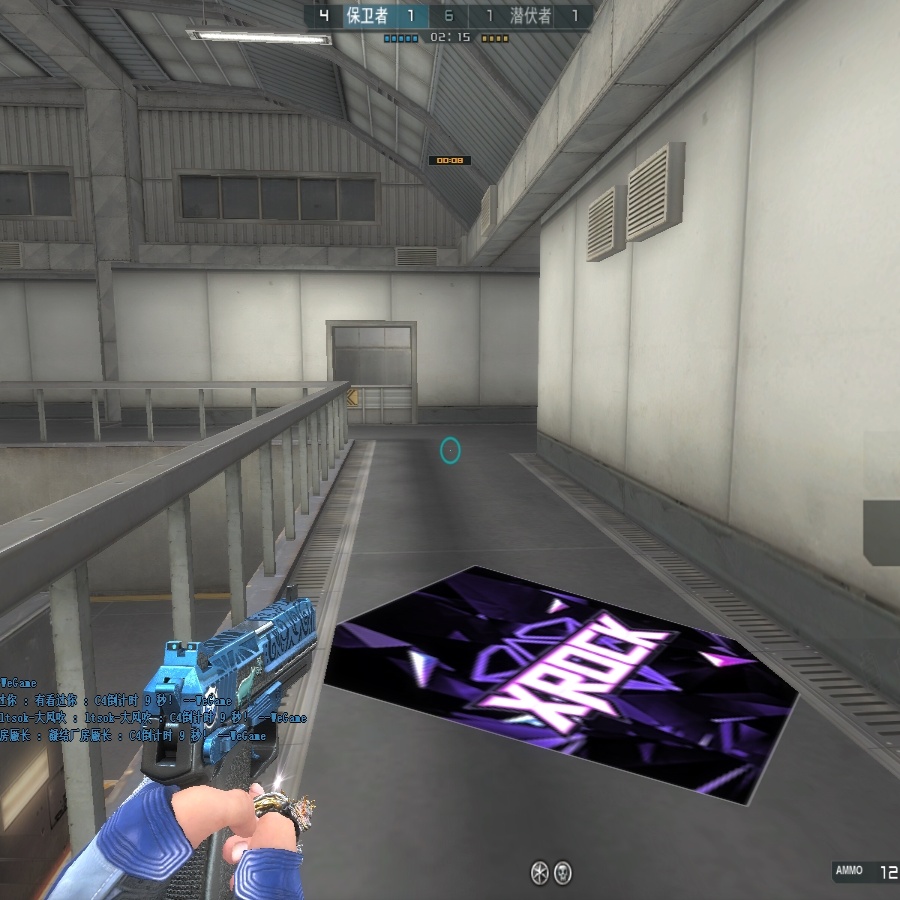 4 保卫者 1 6 1 潜伏者 1
02:15
00:08
XROCK
WeGame
迷你 : 有看迷你 : C4倒计时 9 秒! --WeGame
ltsok-大风吹 : ltsok-大风吹 : C4倒计时 9 秒! --WeGame
房厂长 : 凝结厂房厂长 : C4倒计时 9 秒! --WeGame
AMMO 12